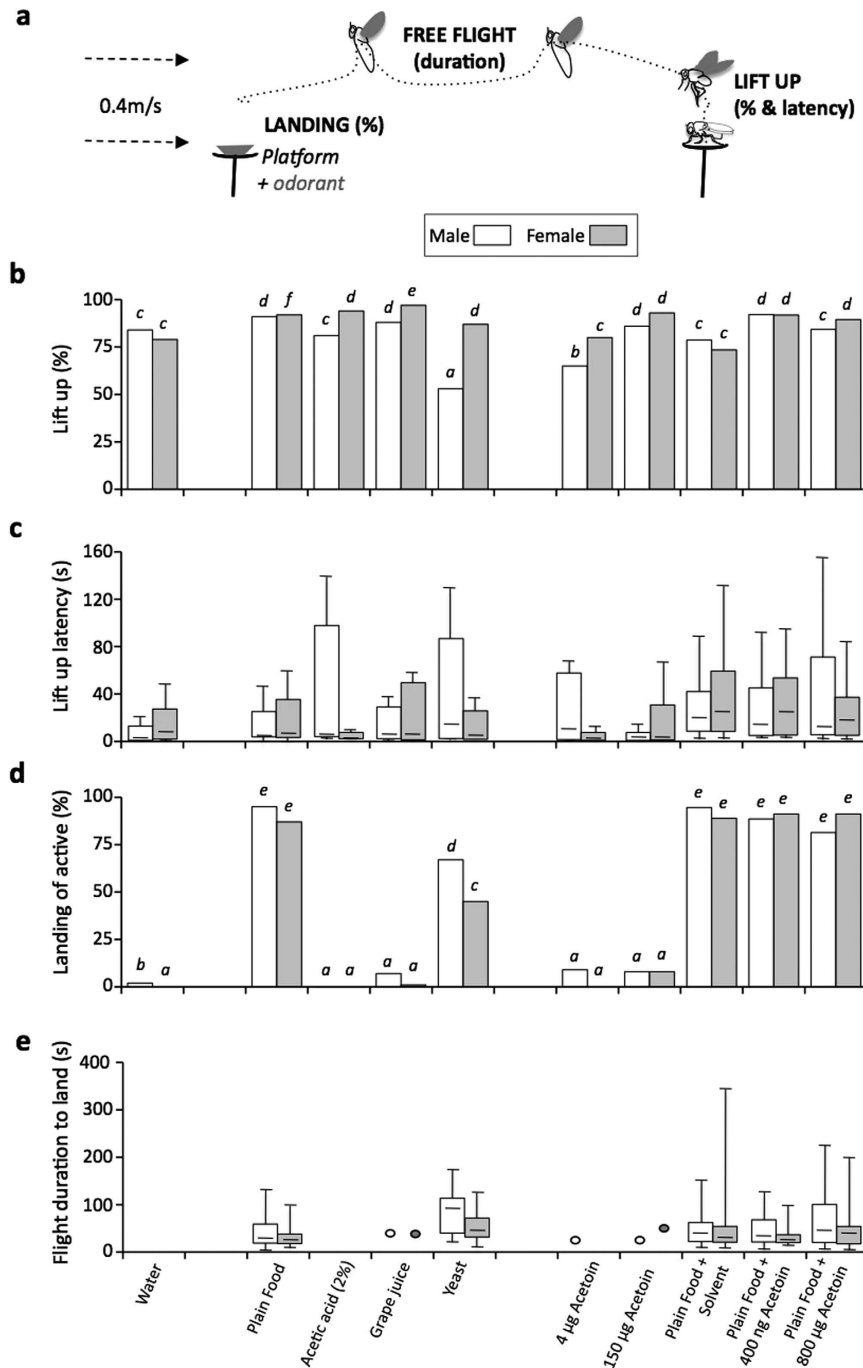 a
FREE FLIGHT
(duration)
0.4m/s
LANDING (%)
Platform
+ odorant
LIFT UP
(% & latency)
Male Female
b
Lift up (%)
100
75
50
25
0
c c d f c d d e a d b c d d c c d d c d
c
Lift up latency (s)
160
120
80
40
0
d
Landing of active (%)
100
75
50
25
0
b a e e a a a a d c a a a a e e e e e e
e
Flight duration to land (s)
400
300
200
100
0
Water
Plain Food
Acetic acid (2%)
Grape juice
Yeast
4 µg Acetoin
150 µg Acetoin
Plain Food +
Solvent
Plain Food +
400 ng Acetoin
Plain Food +
800 µg Acetoin